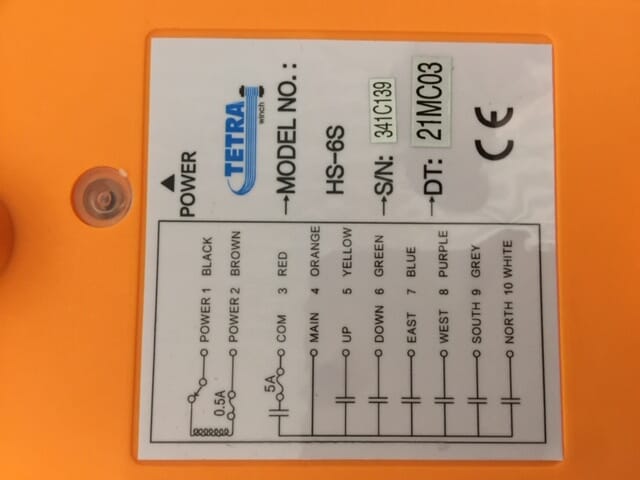 ▲
POWER
TETRA
winch
→MODEL NO. :
HS-6S
→S/N: 341C139
→DT: 21MC03
CE
POWER 1 BLACK
0.5A POWER 2 BROWN
5A COM 3 RED
MAIN 4 ORANGE
UP 5 YELLOW
DOWN 6 GREEN
EAST 7 BLUE
WEST 8 PURPLE
SOUTH 9 GREY
NORTH 10 WHITE